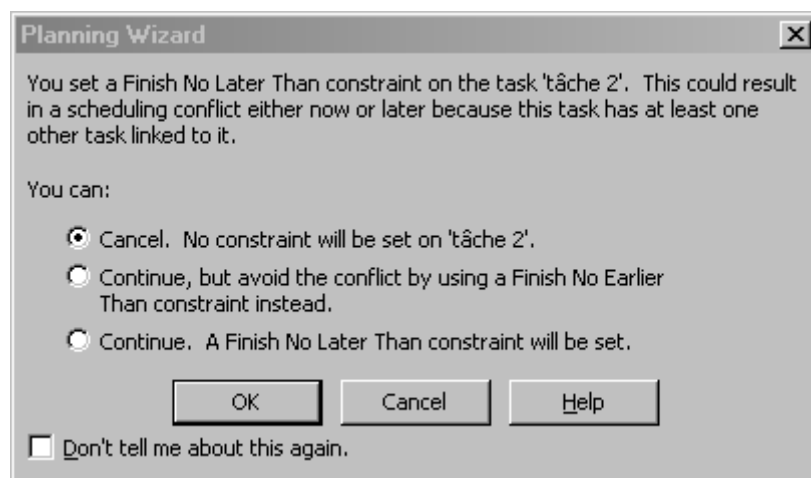 Planning Wizard
You set a Finish No Later Than constraint on the task 'tâche 2'.  This could result
in a scheduling conflict either now or later because this task has at least one
other task linked to it.
You can:
Cancel.  No constraint will be set on 'tâche 2'.
Continue, but avoid the conflict by using a Finish No Earlier
Than constraint instead.
Continue.  A Finish No Later Than constraint will be set.
OK Cancel Help
Don't tell me about this again.